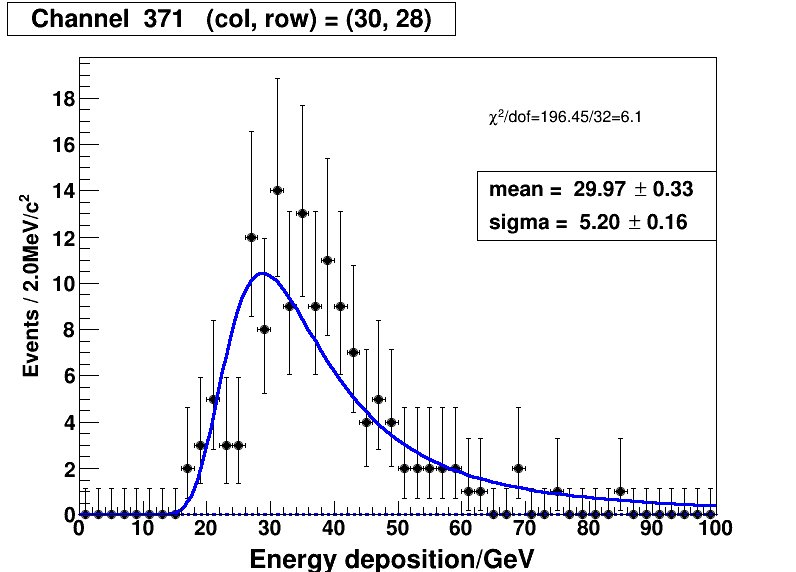 Channel 371 (col, row) = (30, 28)
χ²/dof=196.45/32=6.1
mean = 29.97 ± 0.33
sigma = 5.20 ± 0.16
Events / 2.0MeV/c²
18
16
14
12
10
8
6
4
2
0
0 10 20 30 40 50 60 70 80 90 100
Energy deposition/GeV